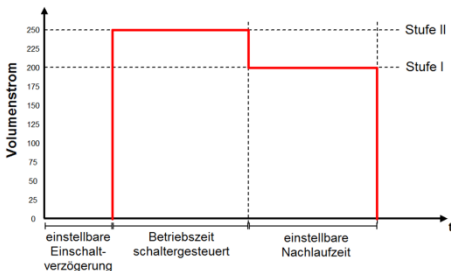 Volumenstrom
250
225
200
175
150
125
100
75
50
25
0
Stufe II
Stufe I
t
einstellbare
Einschalt-
verzögerung
Betriebszeit
schaltergesteuert
einstellbare
Nachlaufzeit